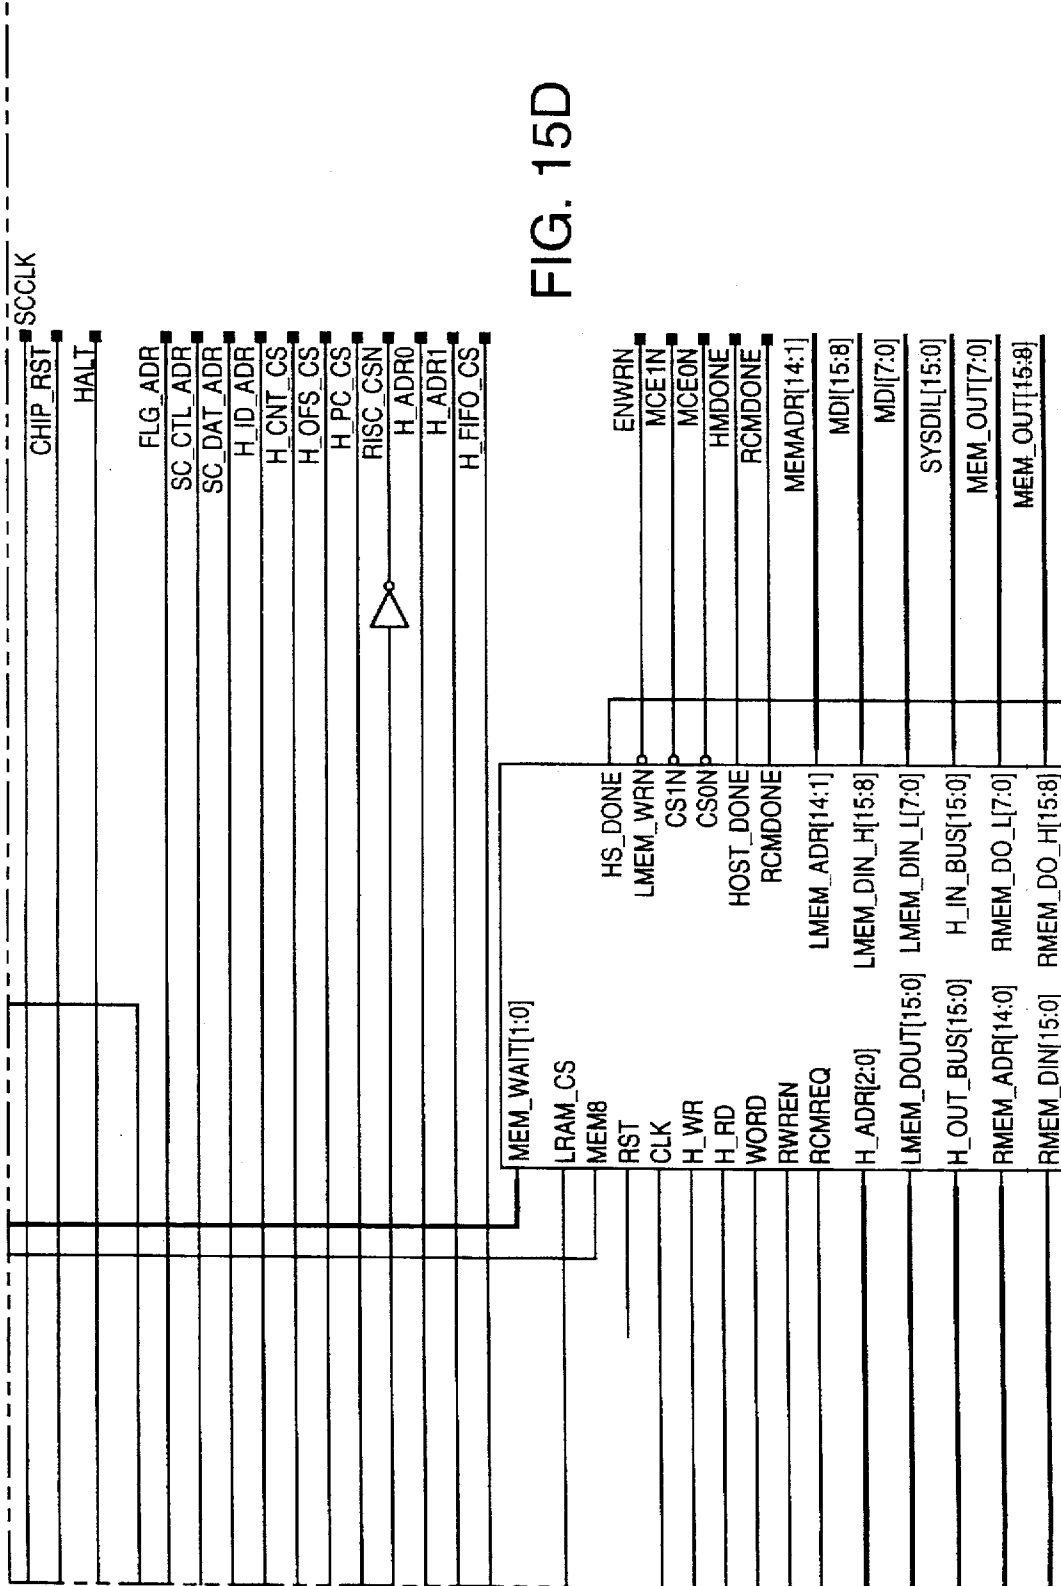 SCCLK
CHIP_RST
HALT
FLG_ADR
SC_CTL_ADR
SC_DAT_ADR
H_ID_ADR
H_CNT_CS
H_OFS_CS
H_PC_CS
RISC_CSN
H_ADR0
H_ADR1
H_FIFO_CS
FIG. 15D
ENWRN
MCE1N
MCE0N
HMDONE
RCMDONE
MEMADR[14:1]
MDI[15:8]
MDI[7:0]
SYSDIL[15:0]
MEM_OUT[7:0]
MEM_OUT[15:8]
HS_DONE
LMEM_WRN
CS1N
CS0N
HOST_DONE
RCMDONE
LMEM_ADR[14:1]
LMEM_DIN_H[15:8]
LMEM_DIN_L[7:0]
H_IN_BUS[15:0]
RMEM_DO_L[7:0]
RMEM_DO_H[15:8]
MEM_WAIT[1:0]
LRAM_CS
MEM8
RST
CLK
H_WR
H_RD
WORD
RWREN
RCMREQ
H_ADR[2:0]
LMEM_DOUT[15:0]
H_OUT_BUS[15:0]
RMEM_ADR[14:0]
RMEM_DIN[15:0]